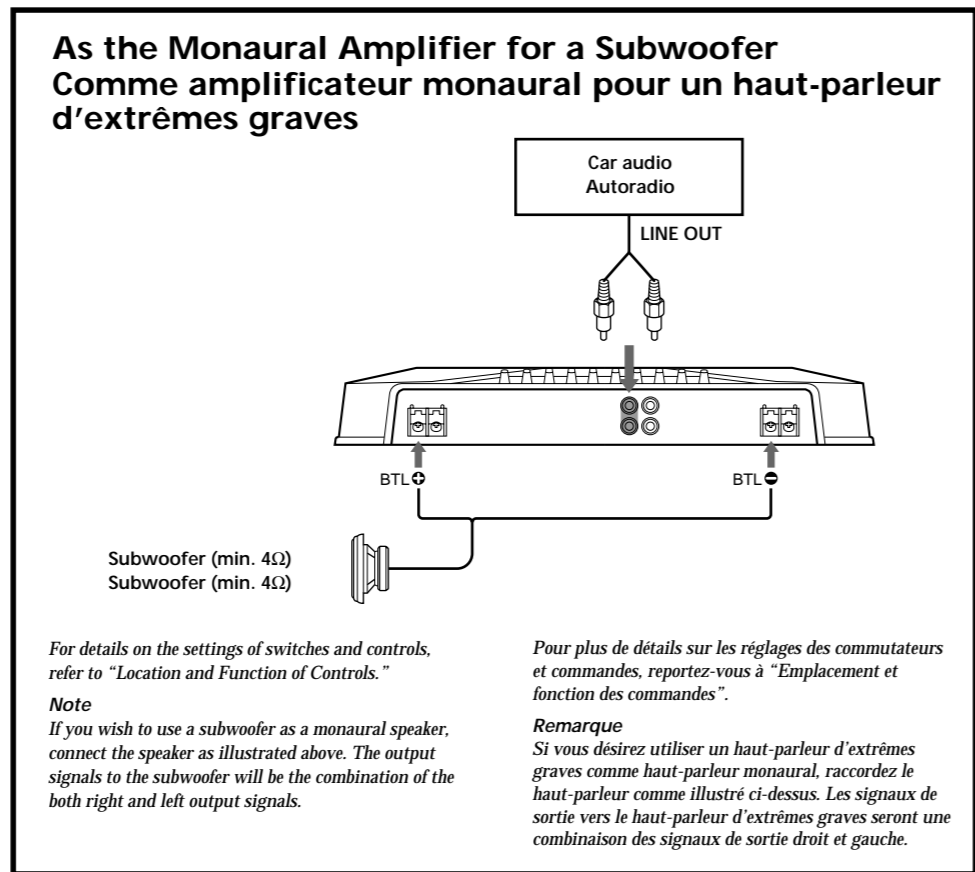 As the Monaural Amplifier for a Subwoofer
Comme amplificateur monaural pour un haut-parleur
d'extrêmes graves
Car audio
Autoradio
LINE OUT
BTL +
BTL −
Subwoofer (min. 4Ω)
Subwoofer (min. 4Ω)
For details on the settings of switches and controls,
refer to “Location and Function of Controls.”
Note
If you wish to use a subwoofer as a monaural speaker,
connect the speaker as illustrated above. The output
signals to the subwoofer will be the combination of the
both right and left output signals.
Pour plus de détails sur les réglages des commutateurs
et commandes, reportez-vous à “Emplacement et
fonction des commandes”.
Remarque
Si vous désirez utiliser un haut-parleur d'extrêmes
graves comme haut-parleur monaural, raccordez le
haut-parleur comme illustré ci-dessus. Les signaux de
sortie vers le haut-parleur d'extrêmes graves seront une
combinaison des signaux de sortie droit et gauche.